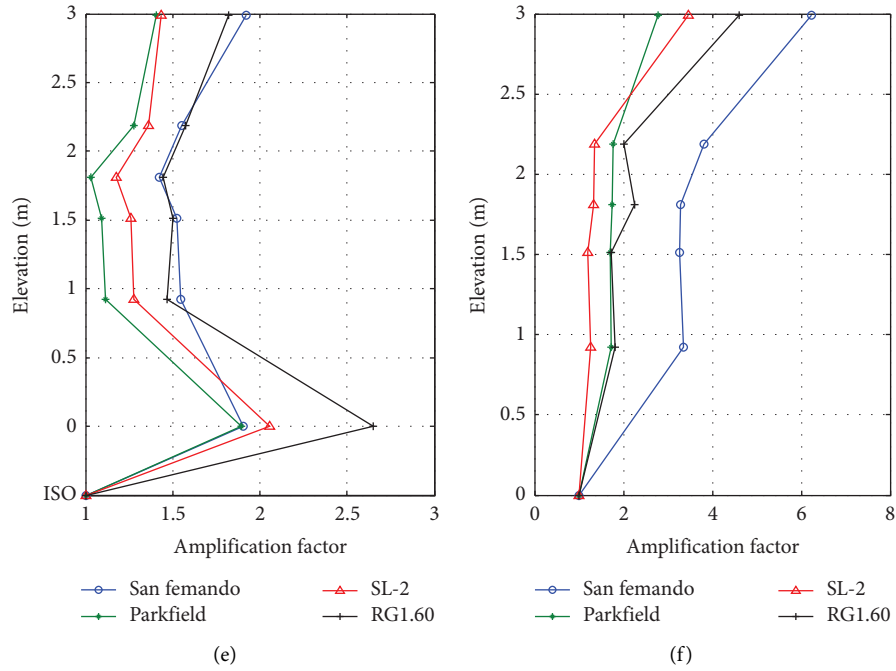 3
2.5
2
1.5
1
0.5
0
ISO
Elevation (m)
1
1.5
2
2.5
3
Amplification factor
San femando
Parkfield
SL-2
RG1.60
(e)
3
2.5
2
1.5
1
0.5
0
Elevation (m)
0
2
4
6
8
Amplification factor
San femando
Parkfield
SL-2
RG1.60
(f)